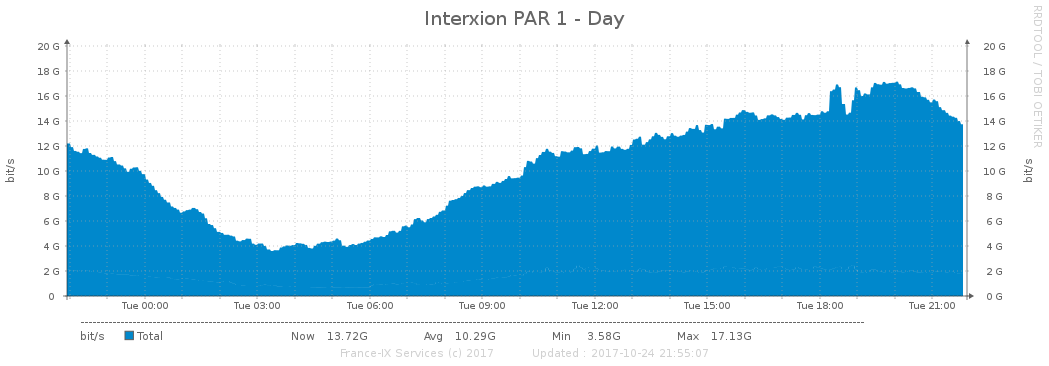 Interxion PAR 1 - Day
RRDTOOL / TOBI OETIKER
bit/s
20 G 20 G
18 G 18 G
16 G 16 G
14 G 14 G
12 G 12 G
10 G 10 G
8 G 8 G
6 G 6 G
4 G 4 G
2 G 2 G
0 0 G
bit/s
Tue 00:00 Tue 03:00 Tue 06:00 Tue 09:00 Tue 12:00 Tue 15:00 Tue 18:00 Tue 21:00
bit/s Total Now 13.72G Avg 10.29G Min 3.58G Max 17.13G
France-IX Services (c) 2017 Updated : 2017-10-24 21:55:07